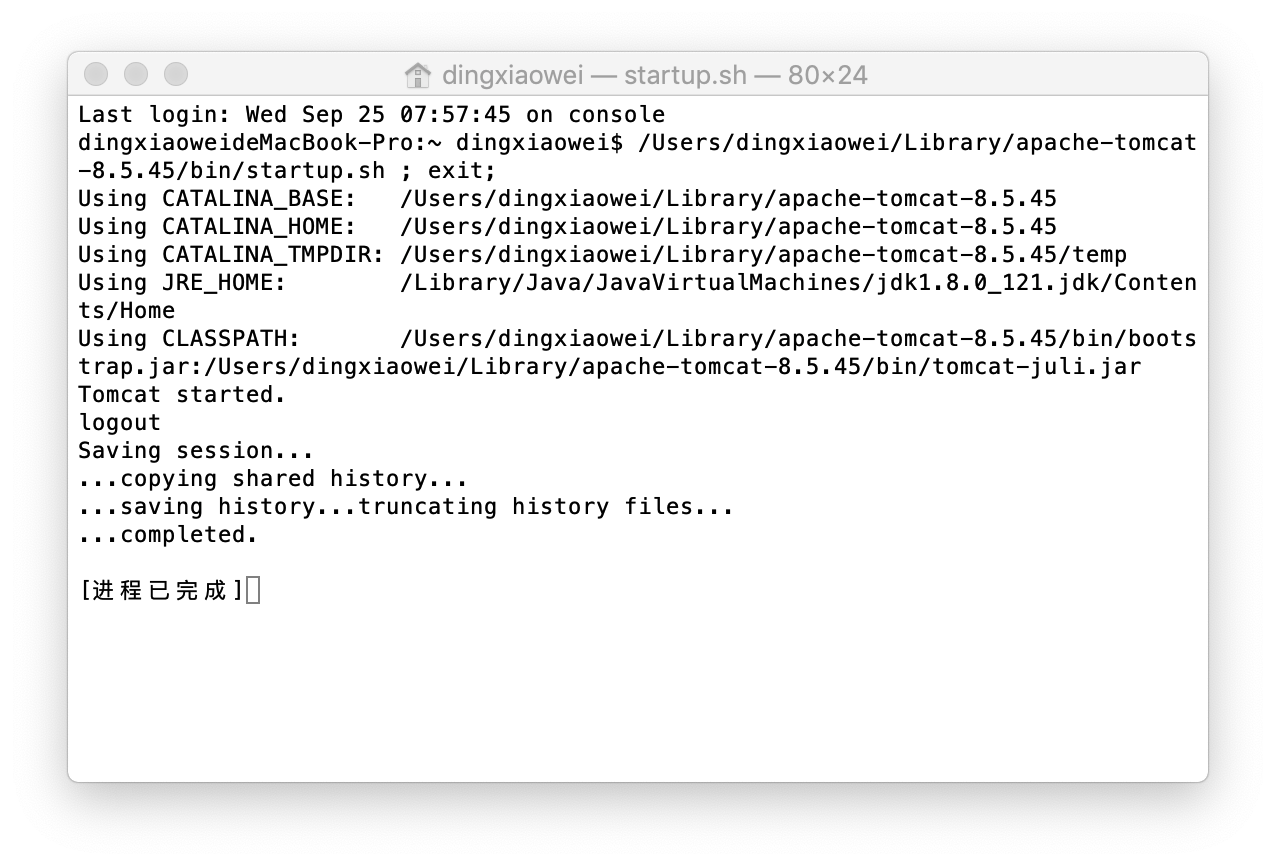 dingxiaowei — startup.sh — 80×24
Last login: Wed Sep 25 07:57:45 on console
dingxiaoweideMacBook-Pro:~ dingxiaowei$ /Users/dingxiaowei/Library/apache-tomcat
-8.5.45/bin/startup.sh ; exit;
Using CATALINA_BASE:   /Users/dingxiaowei/Library/apache-tomcat-8.5.45
Using CATALINA_HOME:   /Users/dingxiaowei/Library/apache-tomcat-8.5.45
Using CATALINA_TMPDIR: /Users/dingxiaowei/Library/apache-tomcat-8.5.45/temp
Using JRE_HOME:        /Library/Java/JavaVirtualMachines/jdk1.8.0_121.jdk/Conten
ts/Home
Using CLASSPATH:       /Users/dingxiaowei/Library/apache-tomcat-8.5.45/bin/boots
trap.jar:/Users/dingxiaowei/Library/apache-tomcat-8.5.45/bin/tomcat-juli.jar
Tomcat started.
logout
Saving session...
...copying shared history...
...saving history...truncating history files...
...completed.
[进程已完成]